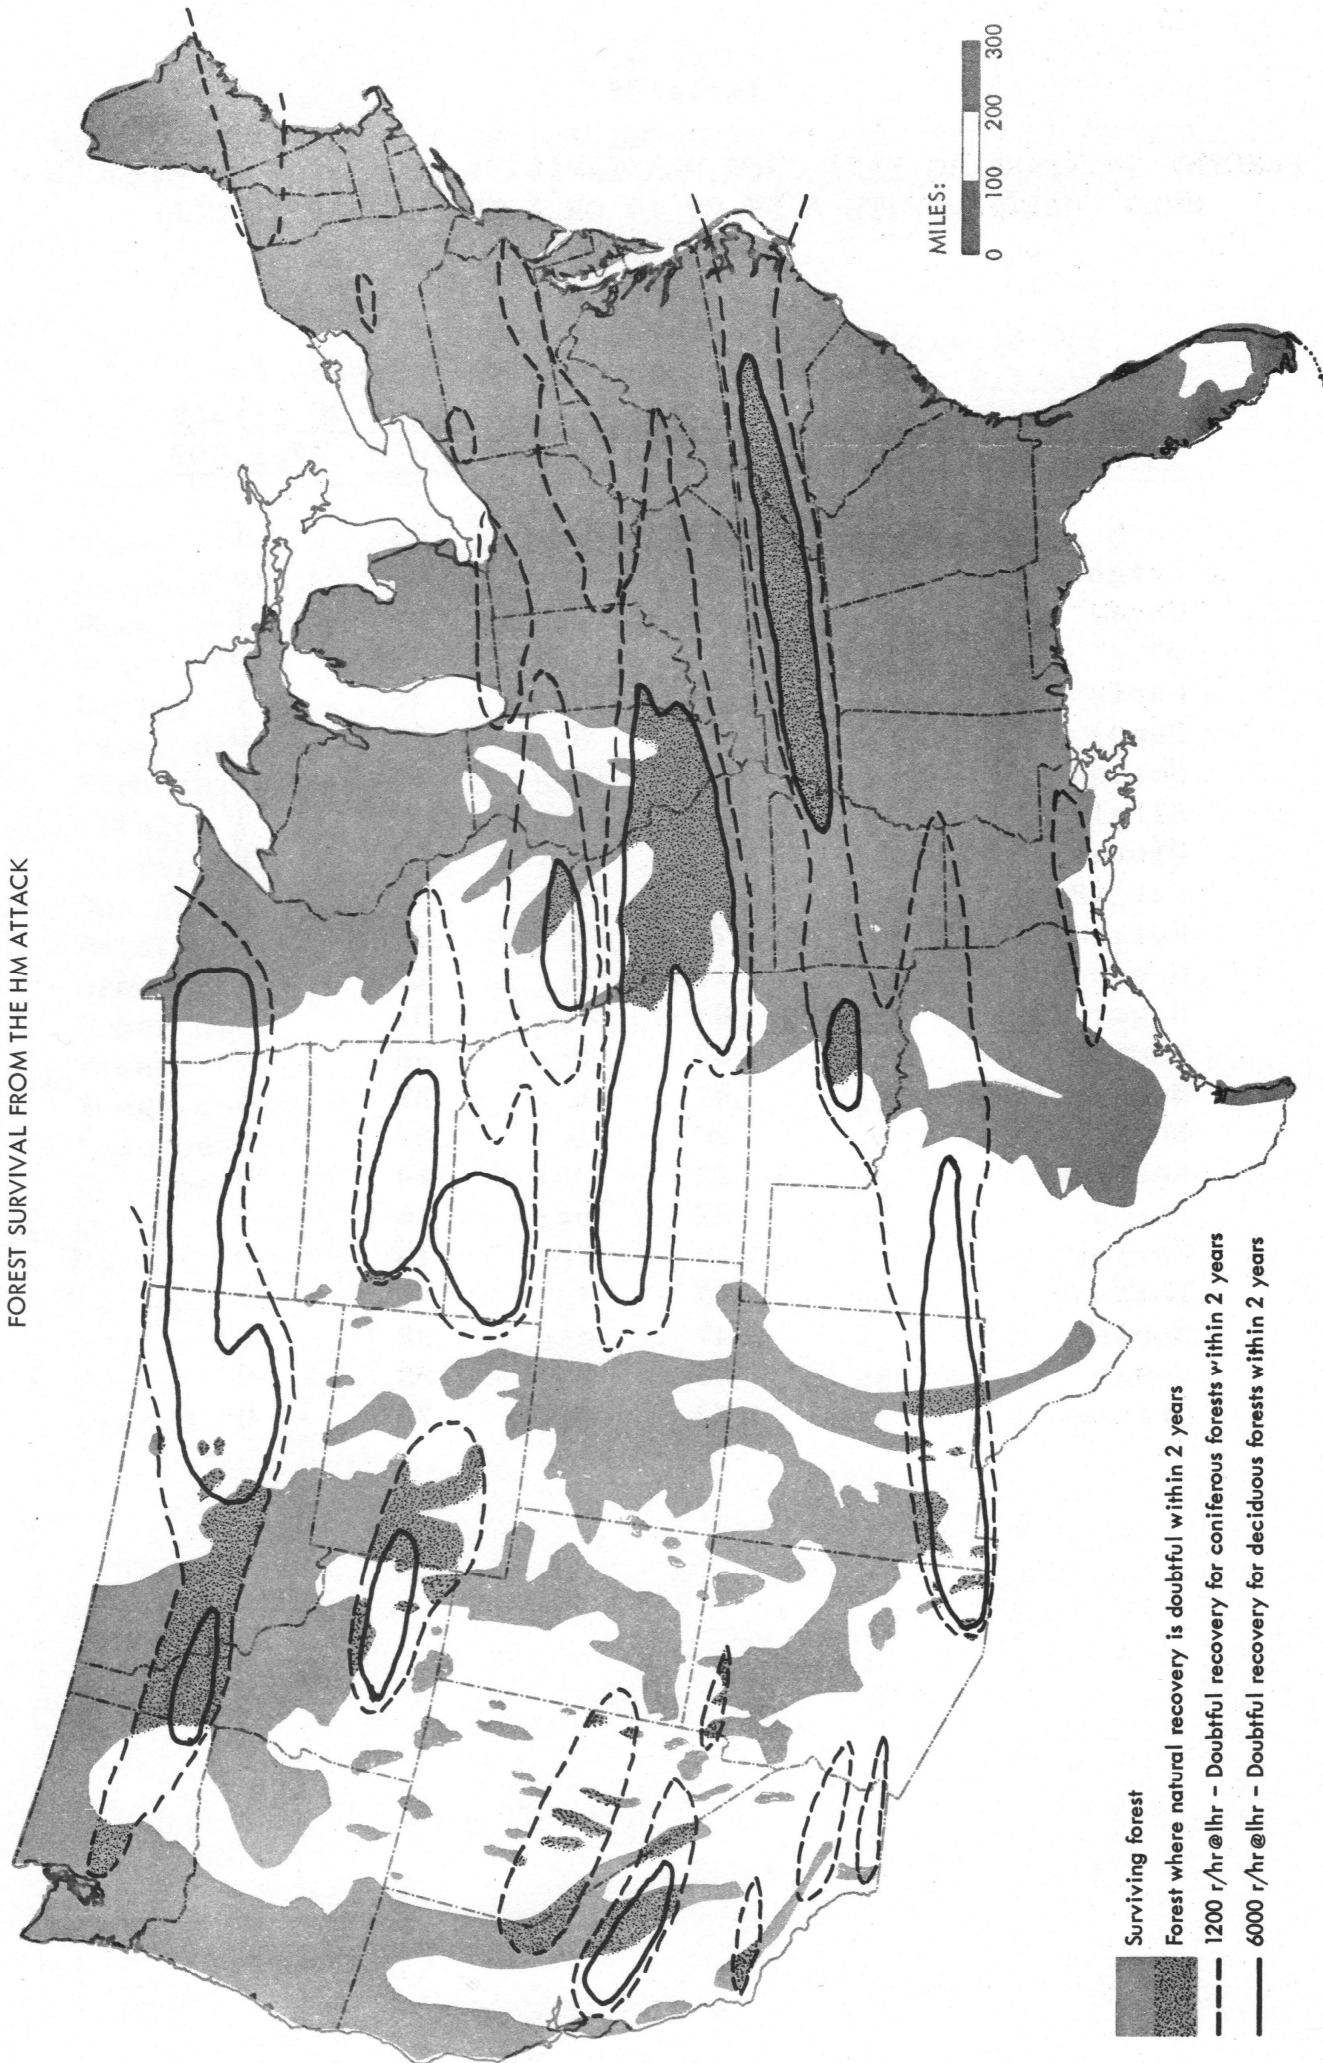 FOREST SURVIVAL FROM THE HM ATTACK
MILES:
0 100 200 300
Surviving forest
Forest where natural recovery is doubtful within 2 years
1200 r/hr@1hr – Doubtful recovery for coniferous forests within 2 years
6000 r/hr@1hr – Doubtful recovery for deciduous forests within 2 years